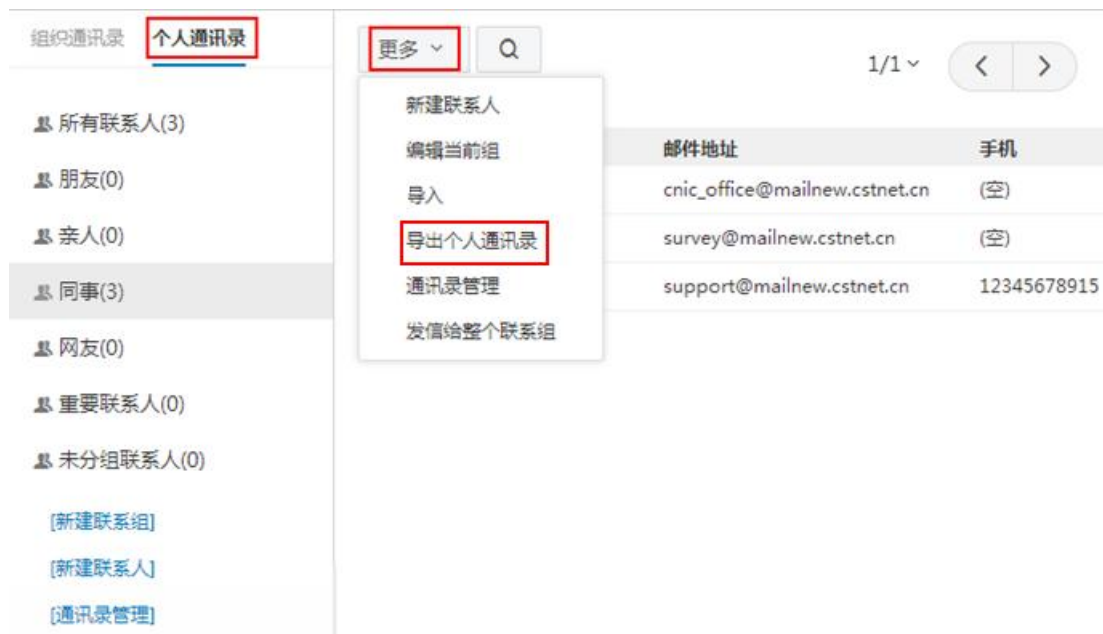 组织通讯录 个人通讯录
所有联系人(3)
朋友(0)
亲人(0)
同事(3)
网友(0)
重要联系人(0)
未分组联系人(0)
[新建联系组]
[新建联系人]
[通讯录管理]
更多
1/1
新建联系人
编辑当前组
导入
导出个人通讯录
通讯录管理
发信给整个联系组
邮件地址 手机
cnic_office@mailnew.cstnet.cn (空)
survey@mailnew.cstnet.cn (空)
support@mailnew.cstnet.cn 12345678915